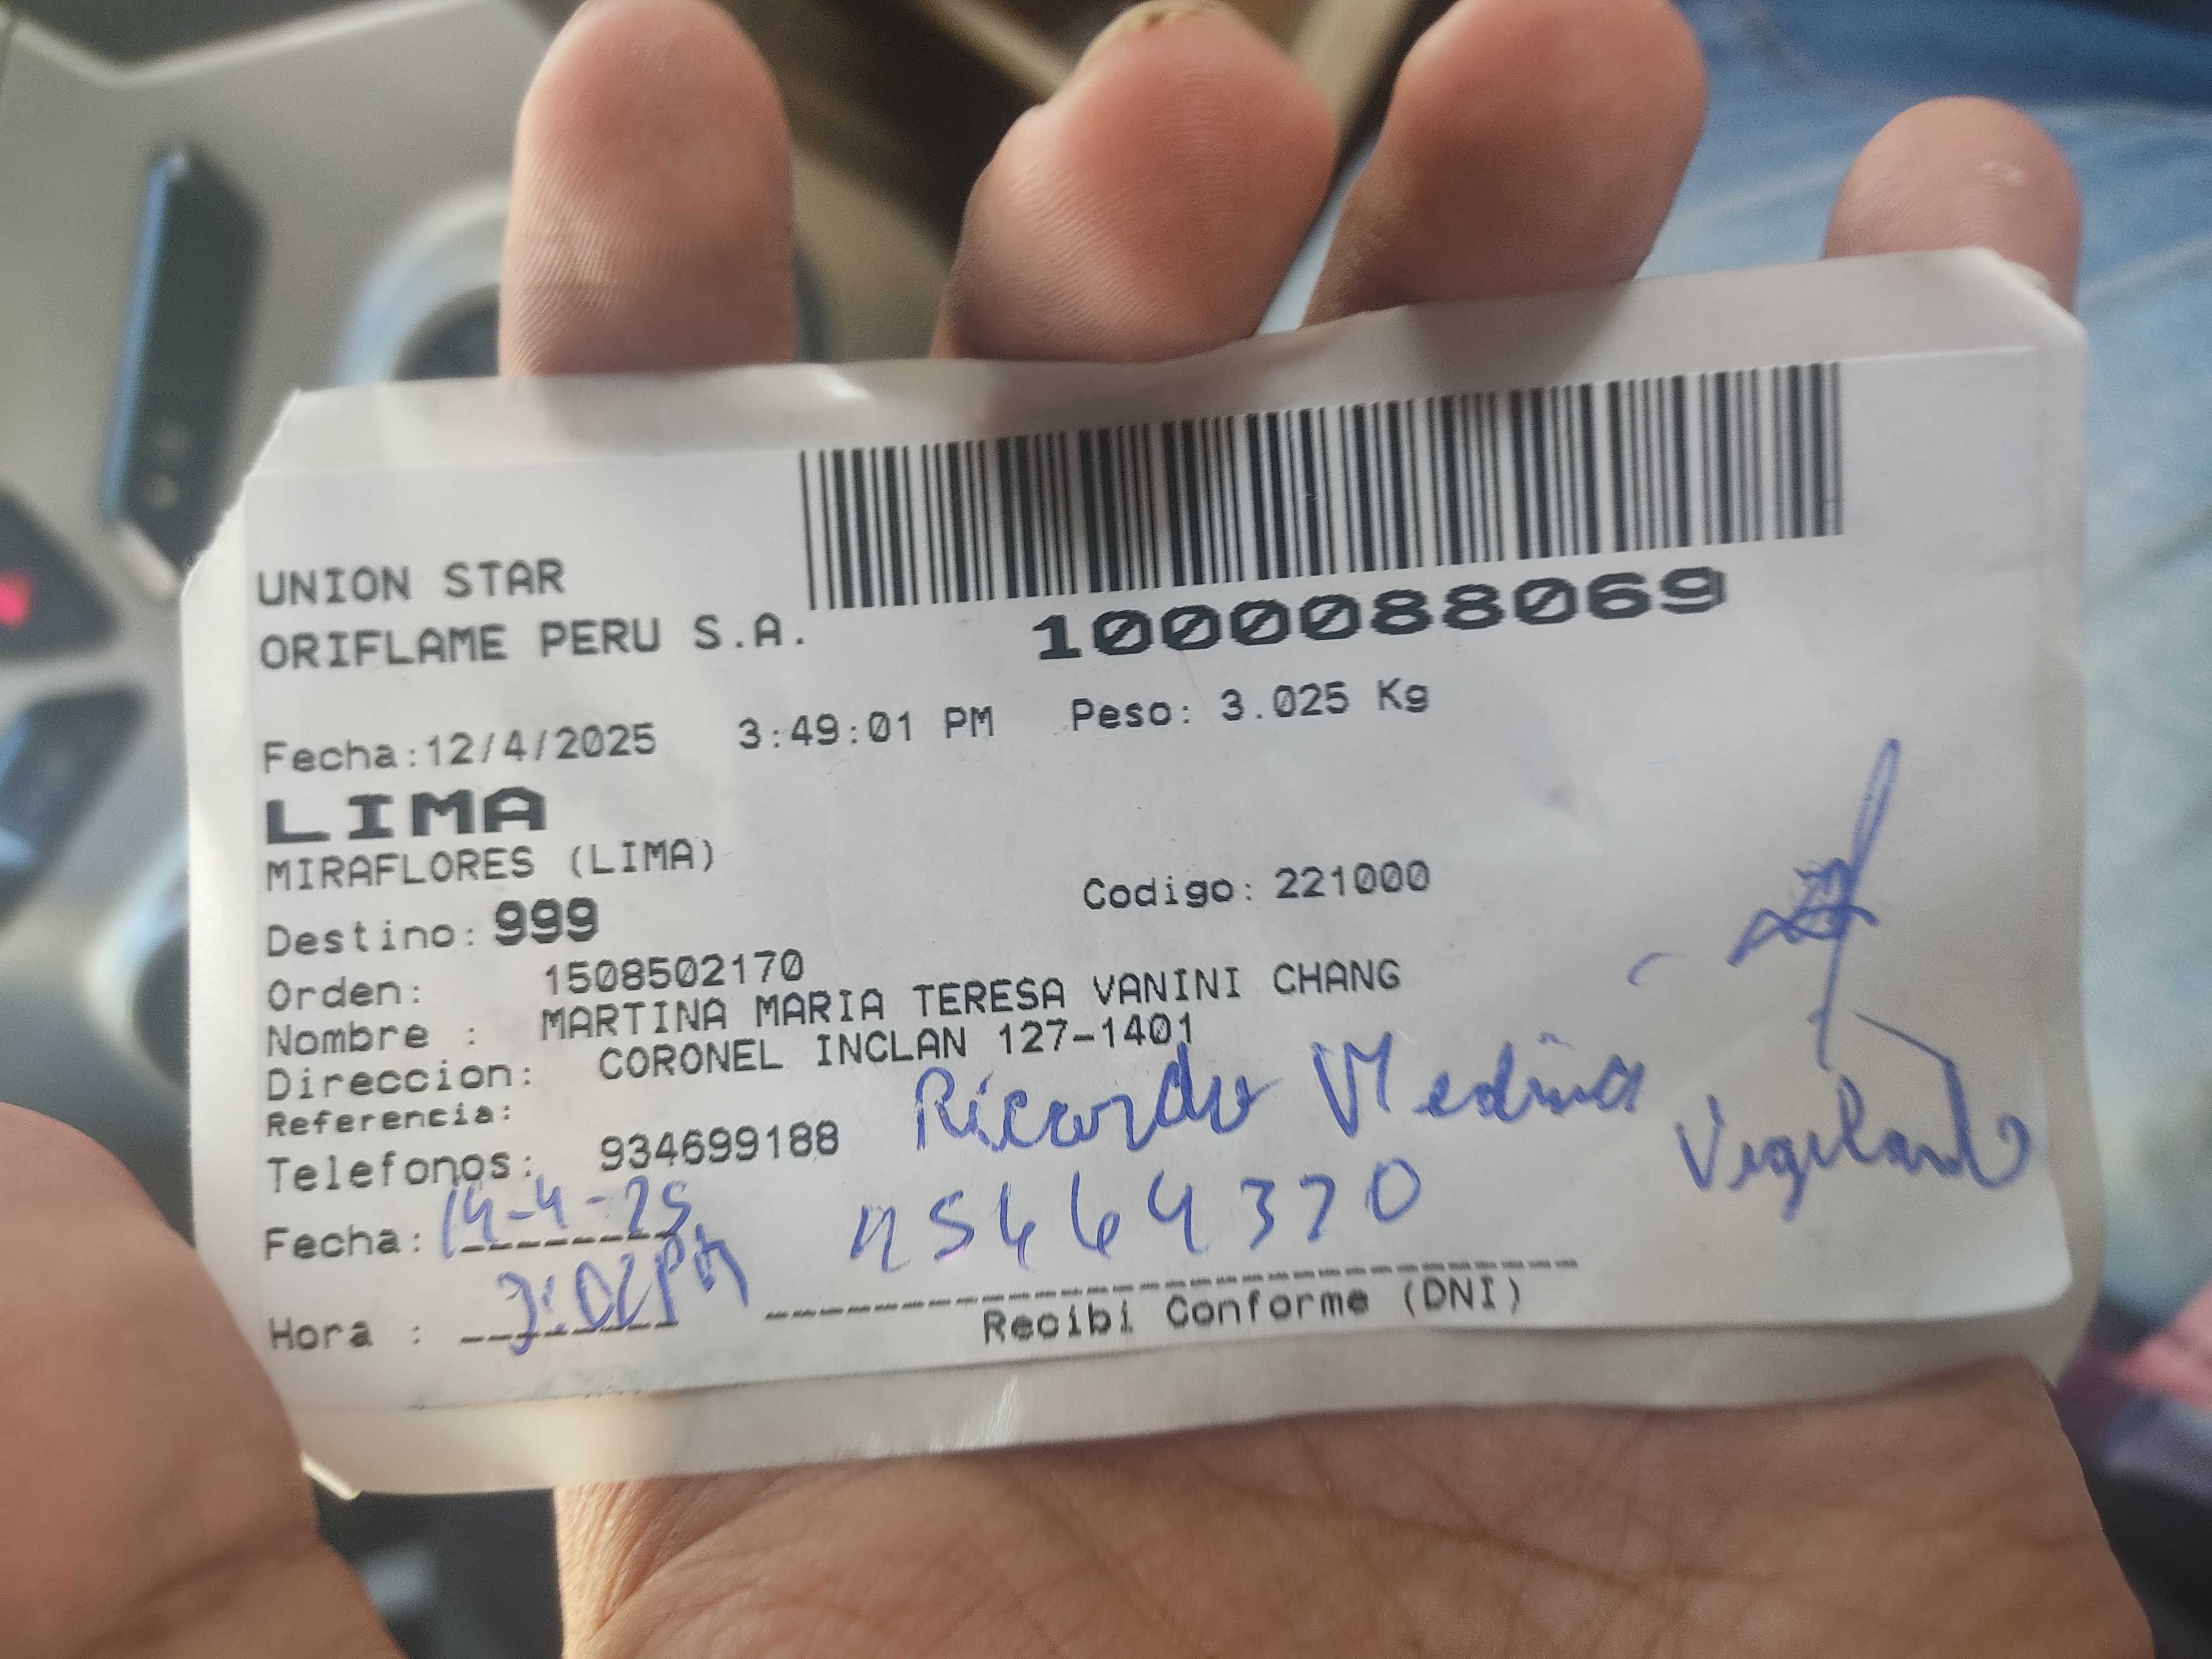 UNION STAR
ORIFLAME PERU S.A.
1000088069
Fecha:12/4/2025 3:49:01 PM Peso: 3.025 Kg
LIMA
MIRAFLORES (LIMA)
Destino: 999 Codigo: 221000
Orden: 1508502170
Nombre : MARTINA MARIA TERESA VANINI CHANG
Direccion: CORONEL INCLAN 127-1401
Referencia:
Ricardo Medina
Vigilante
Telefonos: 934699188
Fecha: 14-4-25
Hora :
Recibi Conforme (DNI)